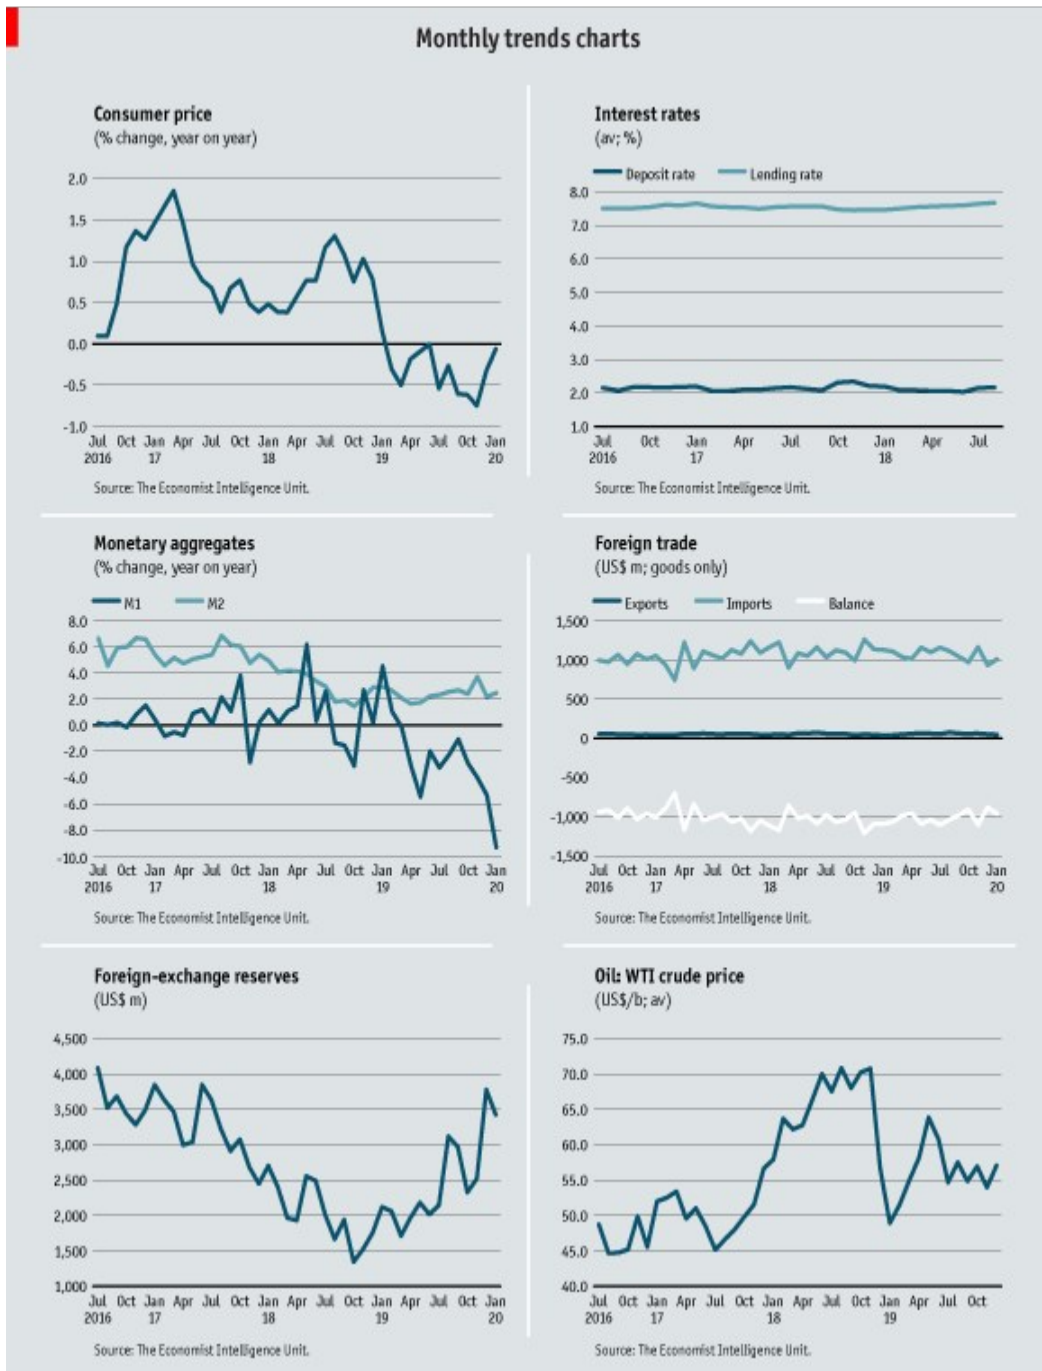 Monthly trends charts
Consumer price
(% change, year on year)
2.0
1.5
1.0
0.5
0.0
-0.5
-1.0
Jul Oct Jan Apr Jul Oct Jan Apr Jul Oct Jan Apr Jul Oct Jan
2016 17 18 19 20
Source: The Economist Intelligence Unit.
Interest rates
(av; %)
Deposit rate Lending rate
8.0
7.0
6.0
5.0
4.0
3.0
2.0
1.0
Jul Oct Jan Apr Jul Oct Jan Apr Jul
2016 17 18
Source: The Economist Intelligence Unit.
Monetary aggregates
(% change, year on year)
M1 M2
8.0
6.0
4.0
2.0
0.0
-2.0
-4.0
-6.0
-8.0
-10.0
Jul Oct Jan Apr Jul Oct Jan Apr Jul Oct Jan Apr Jul Oct Jan
2016 17 18 19 20
Source: The Economist Intelligence Unit.
Foreign trade
(US$ m; goods only)
Exports Imports Balance
1,500
1,000
500
0
-500
-1,000
-1,500
Jul Oct Jan Apr Jul Oct Jan Apr Jul Oct Jan Apr Jul Oct Jan
2016 17 18 19 20
Source: The Economist Intelligence Unit.
Foreign-exchange reserves
(US$ m)
4,500
4,000
3,500
3,000
2,500
2,000
1,500
1,000
Jul Oct Jan Apr Jul Oct Jan Apr Jul Oct Jan Apr Jul Oct Jan
2016 17 18 19 20
Source: The Economist Intelligence Unit.
Oil: WTI crude price
(US$/b; av)
75.0
70.0
65.0
60.0
55.0
50.0
45.0
40.0
Jul Oct Jan Apr Jul Oct Jan Apr Jul Oct Jan Apr Jul Oct
2016 17 18 19
Source: The Economist Intelligence Unit.